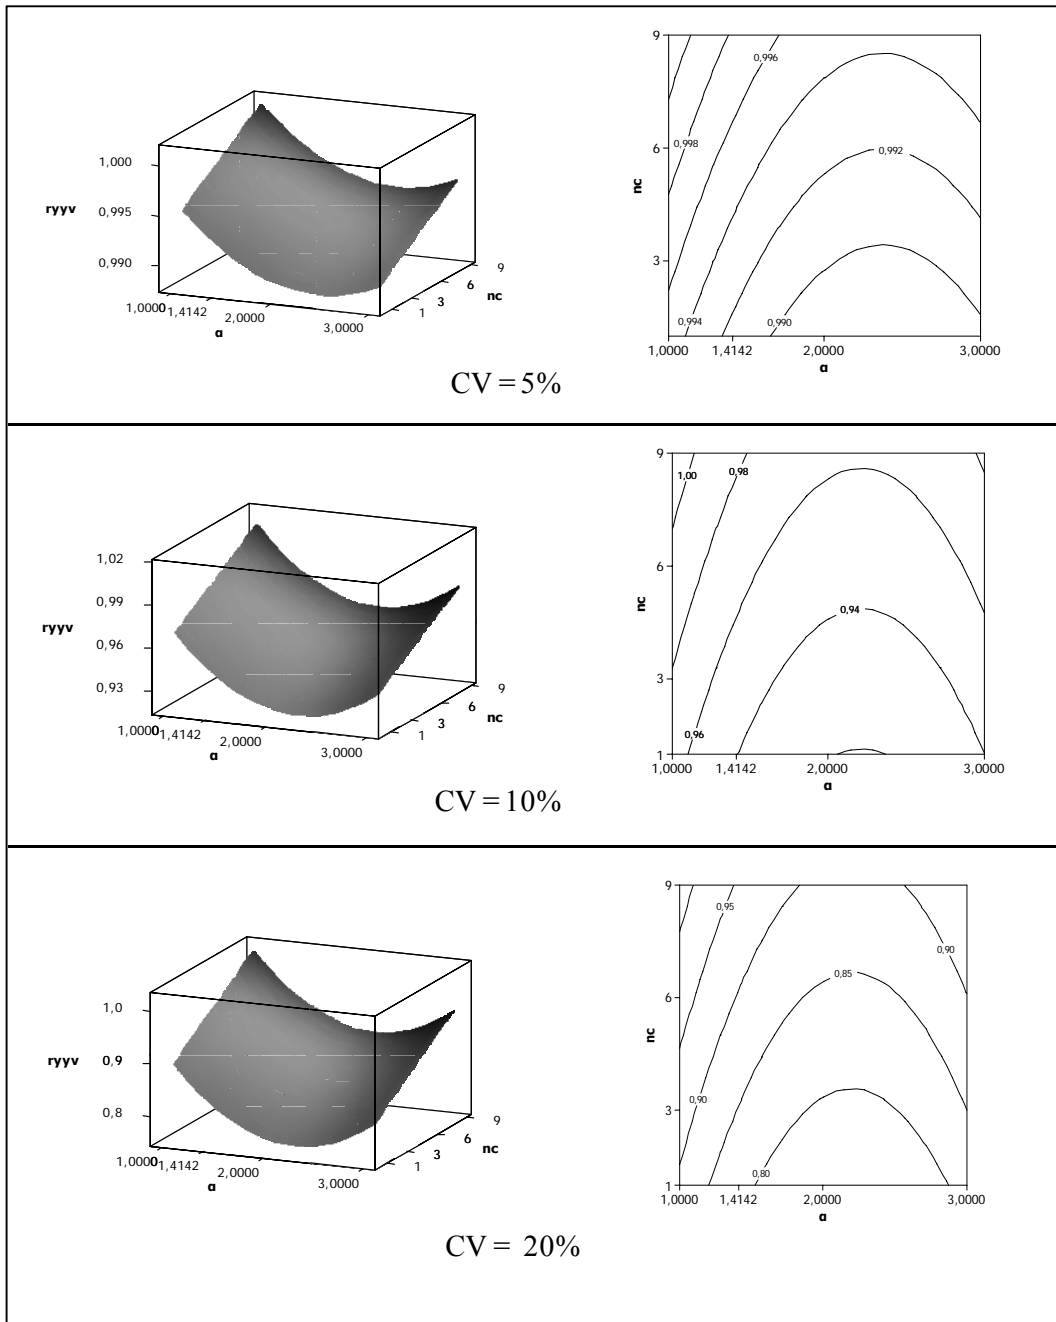 1,000
ryyv 0,995
0,990
1,0000 1,4142 2,0000 3,0000
α
1 3 6 9
nc
9
6
3
nc
0,996
0,998
0,992
0,994
0,990
1,0000 1,4142 2,0000 3,0000
α
CV = 5%
1,02
0,99
ryyv
0,96
0,93
1,0000 1,4142 2,0000 3,0000
α
1 3 6 9
nc
9
6
3
1
nc
1,00
0,98
0,94
0,96
1,0000 1,4142 2,0000 3,0000
α
CV = 10%
1,0
ryyv 0,9
0,8
1,0000 1,4142 2,0000 3,0000
α
1 3 6 9
nc
9
6
3
1
nc
0,95
0,90
0,85
0,90
0,80
1,0000 1,4142 2,0000 3,0000
α
CV = 20%